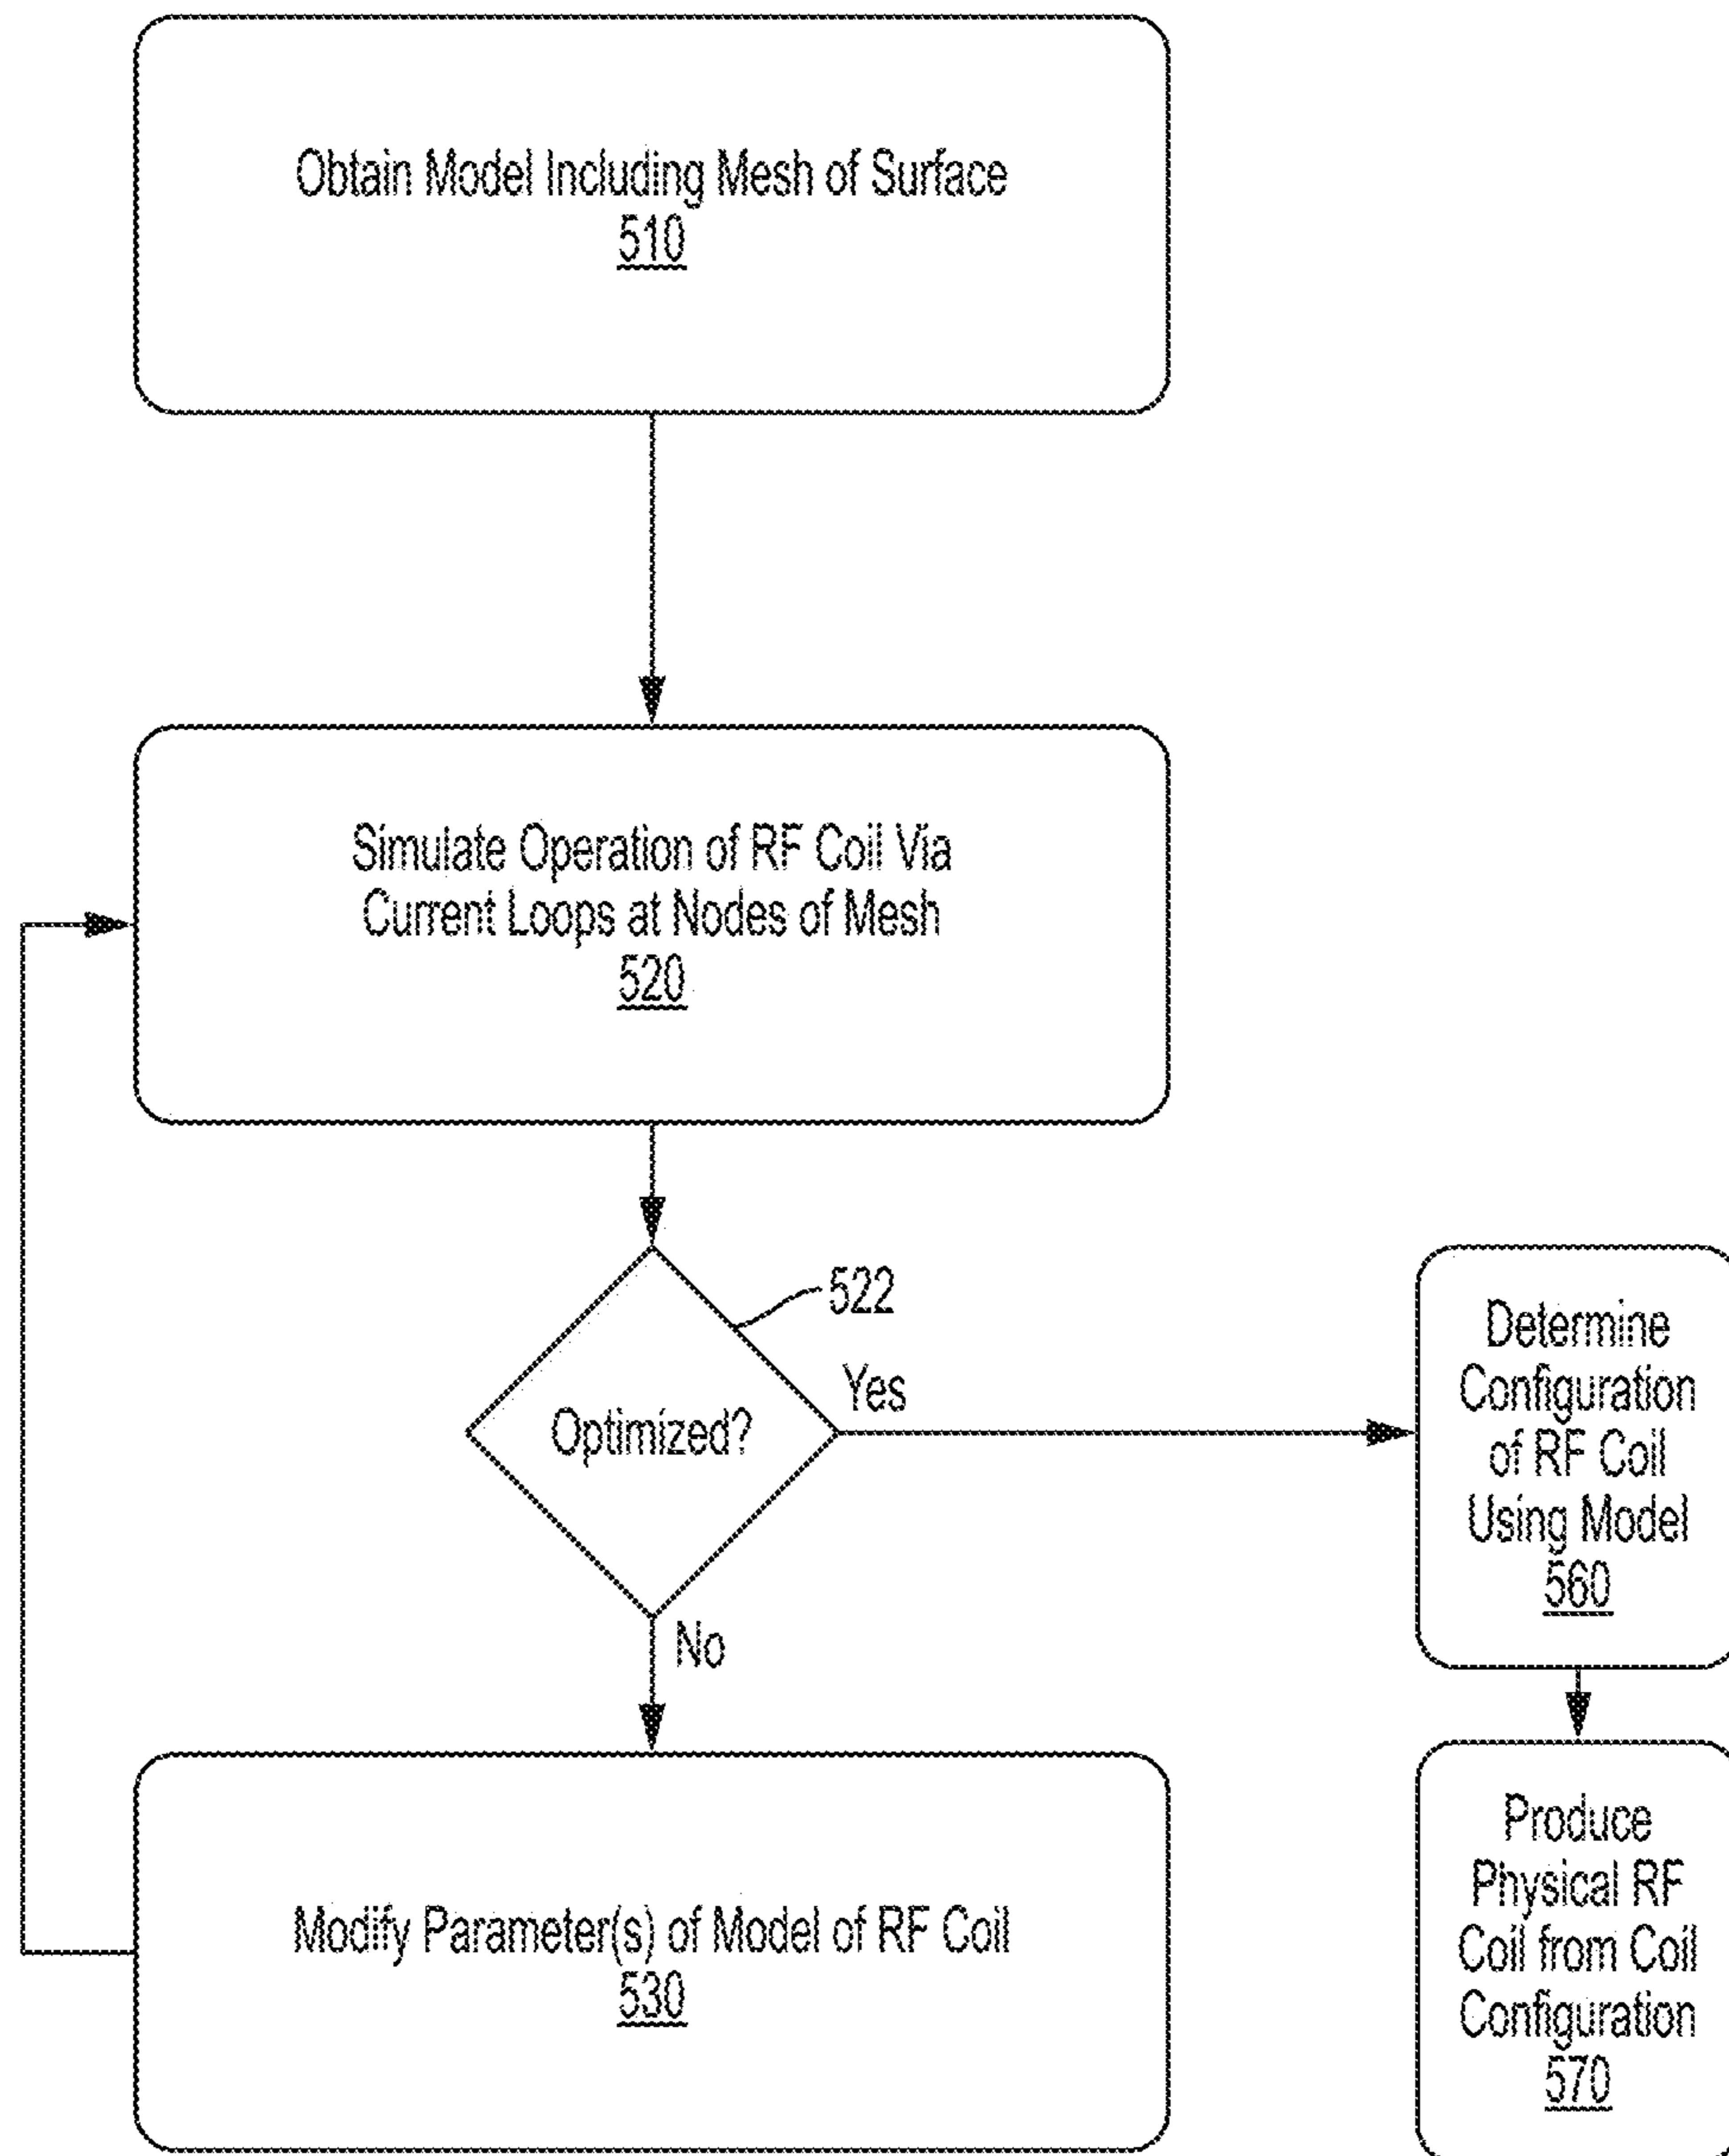 Obtain Model Including Mesh of Surface
510
Simulate Operation of RF Coil Via
Current Loops at Nodes of Mesh
520
522
Optimized?
Yes
No
Modify Parameter(s) of Model of RF Coil
530
Determine
Configuration
of RF Coil
Using Model
560
Produce
Physical RF
Coil from Coil
Configuration
570